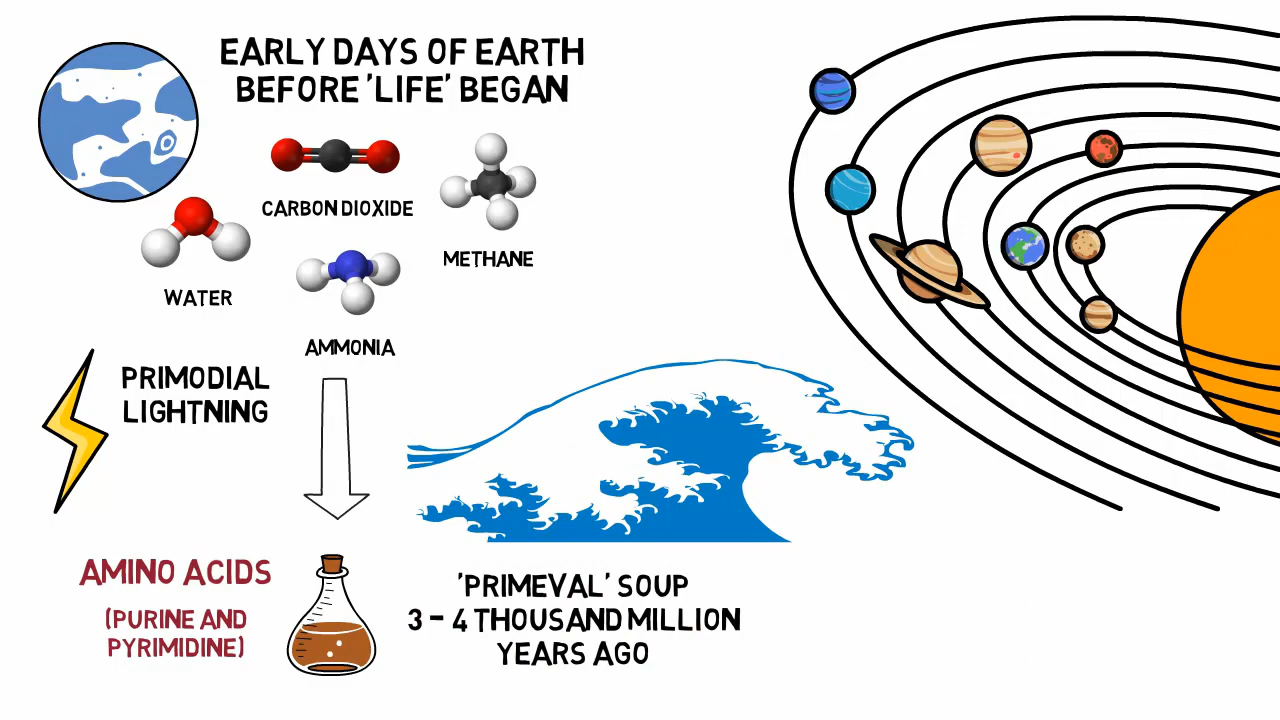 EARLY DAYS OF EARTH
BEFORE 'LIFE' BEGAN
CARBON DIOXIDE
METHANE
WATER
AMMONIA
PRIMODIAL
LIGHTNING
AMINO ACIDS
(PURINE AND
PYRIMIDINE)
'PRIMEVAL' SOUP
3 - 4 THOUSAND MILLION
YEARS AGO